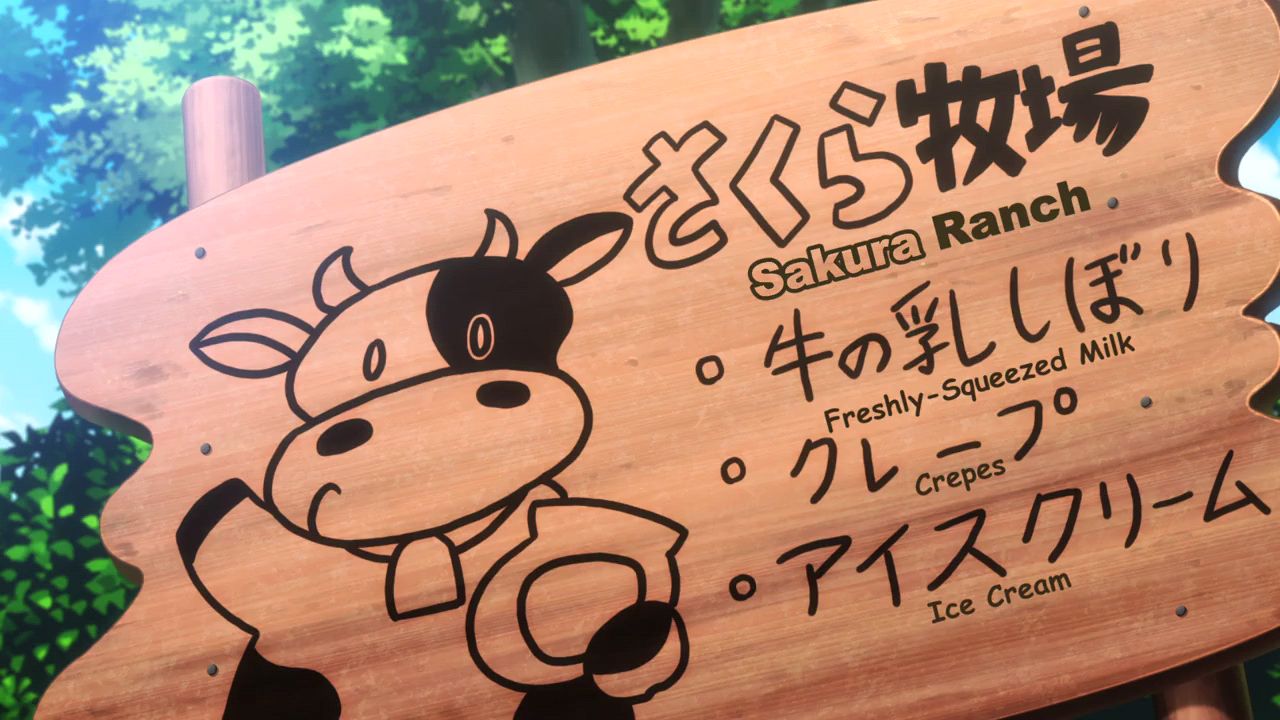 さくら牧場
Sakura Ranch
牛の乳しぼり
Freshly-Squeezed Milk
クレープ
Crepes
アイスクリーム
Ice Cream